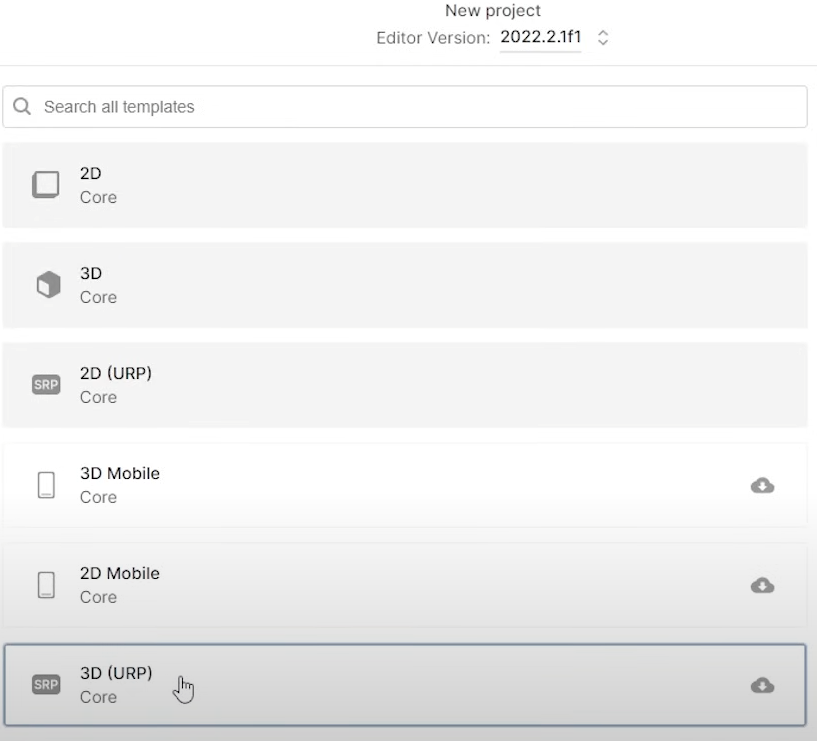 New project
Editor Version: 2022.2.1f1
Search all templates
2D
Core
3D
Core
SRP
2D (URP)
Core
3D Mobile
Core
2D Mobile
Core
SRP
3D (URP)
Core